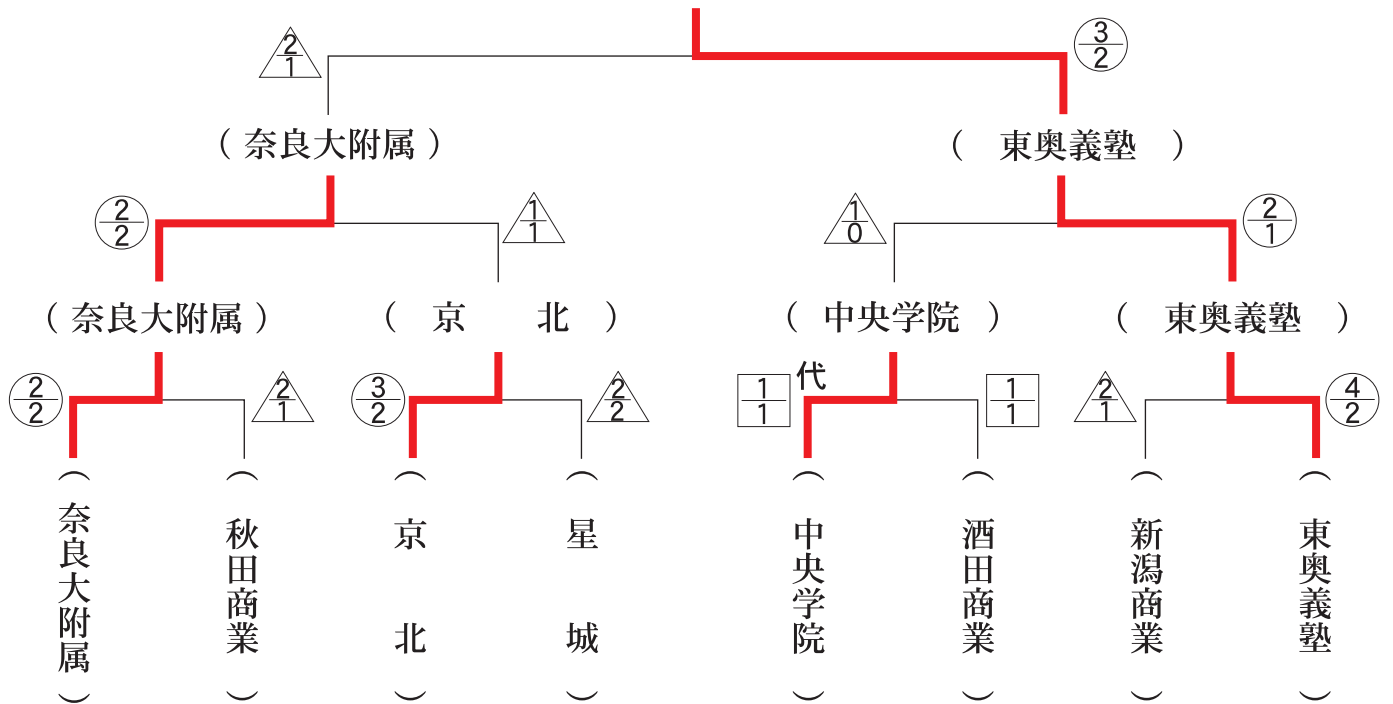 2
1
3
2
(奈良大附属)
( 東奥義塾 )
2
2
1
1
1
0
2
1
(奈良大附属)
( 京 北 )
(中央学院)
( 東奥義塾 )
2
2
2
1
3
2
2
2
1
1
代
1
1
2
1
4
2
(奈良大附属)
(秋田商業)
(京 北)
(星 城)
(中央学院)
(酒田商業)
(新潟商業)
(東奥義塾)